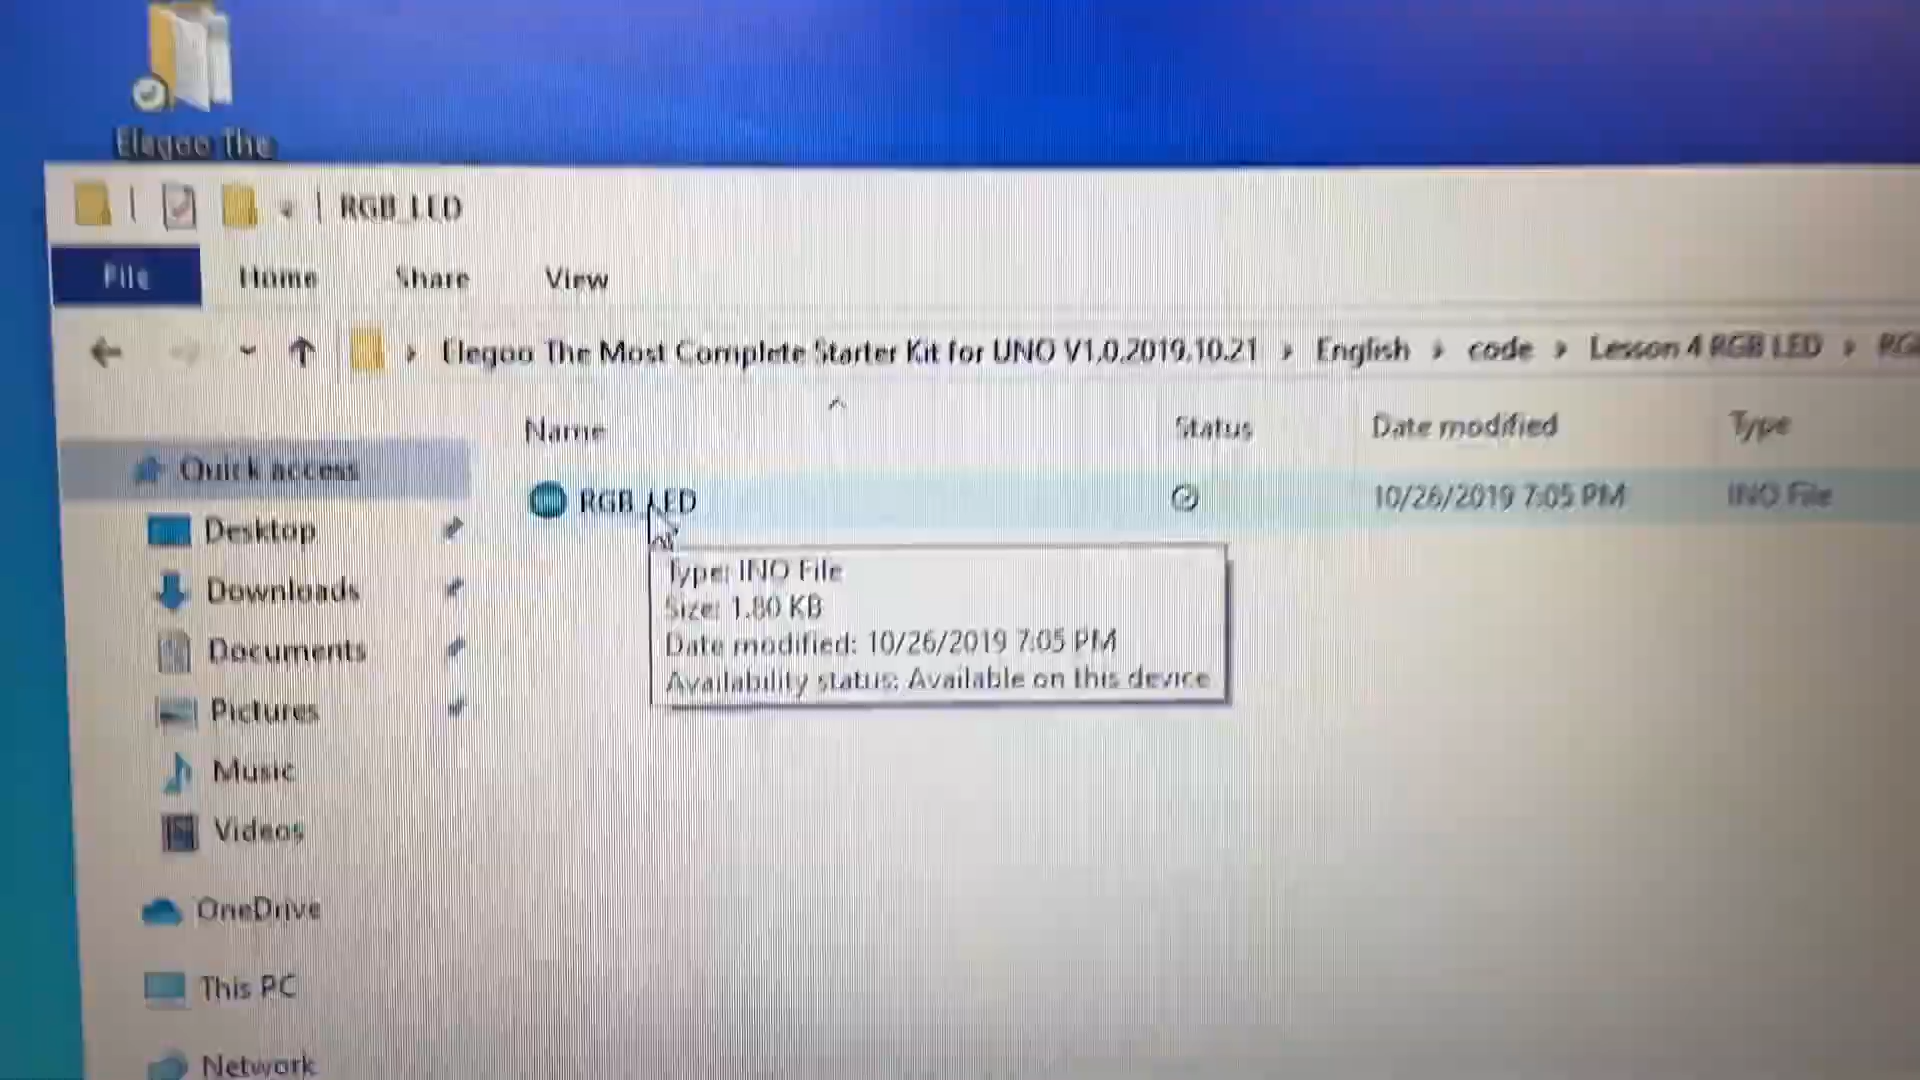 Elegoo The
RGB_LED
File Home Share View
Elegoo The Most Complete Starter Kit for UNO V1.0.2019.10.21 > English > code > Lesson 4 RGB LED >
Name Status Date modified Type
Quick access
RGB_LED 10/26/2019 7:05 PM INO File
Desktop
Type: INO File
Downloads
Size: 1.80 KB
Documents
Date modified: 10/26/2019 7:05 PM
Availability status: Available on this device
Pictures
Music
Videos
OneDrive
This PC
Network